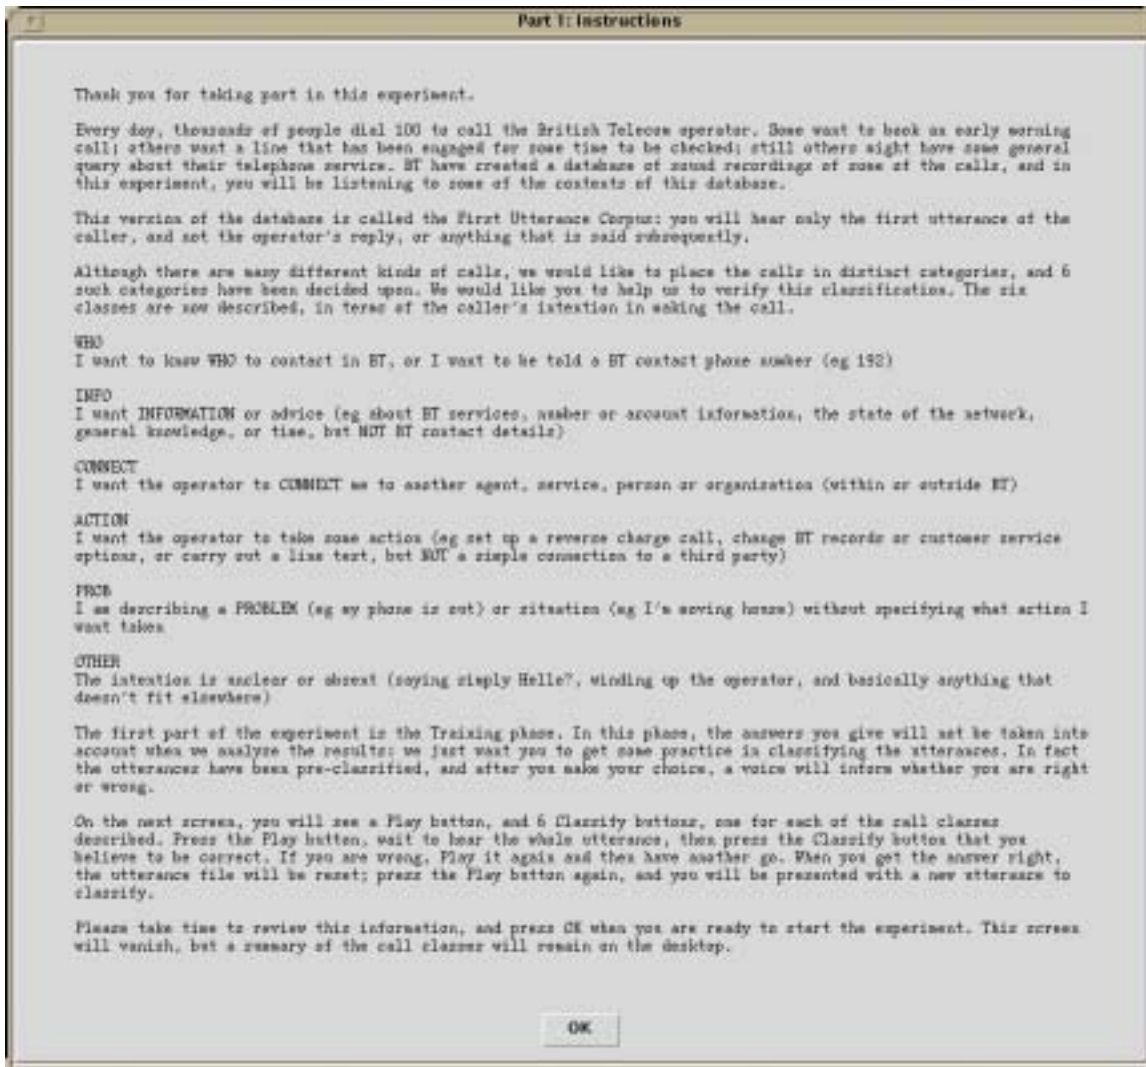 Part 1: Instructions
Thank you for taking part in this experiment.
Every day, thousands of people dial 100 to call the British Telecom operator. Some want to book an early morning
call; others want a line that has been engaged for some time to be checked; still others might have some general
query about their telephone service. BT have created a database of sound recordings of some of the calls, and in
this experiment, you will be listening to some of the contents of this database.
This version of the database is called the First Utterance Corpus: you will hear only the first utterance of the
caller, and not the operator's reply, or anything that is said subsequently.
Although there are many different kinds of calls, we would like to place the calls in distinct categories, and 6
such categories have been decided upon. We would like you to help us to verify this classification. The six
classes are now described, in terms of the caller's intention in making the call.
WHO
I want to know WHO to contact in BT, or I want to be told a BT contact phone number (eg 192)
INFO
I want INFORMATION or advice (eg about BT services, number or account information, the state of the network,
general knowledge, or time, but NOT BT contact details)
CONNECT
I want the operator to CONNECT me to another agent, service, person or organization (within or outside BT)
ACTION
I want the operator to take some action (eg set up a reverse charge call, change BT records or customer service
options, or carry out a line test, but NOT a simple connection to a third party)
PROB
I am describing a PROBLEM (eg my phone is out) or situation (eg I'm moving house) without specifying what action I
want taken
OTHER
The intention is unclear or absent (saying simply Hello?, winding up the operator, and basically anything that
doesn't fit elsewhere)
The first part of the experiment is the Training phase. In this phase, the answers you give will not be taken into
account when we analyze the results: we just want you to get some practice in classifying the utterances. In fact
the utterances have been pre-classified, and after you make your choice, a voice will inform whether you are right
or wrong.
On the next screen, you will see a Play button, and 6 Classify buttons, one for each of the call classes
described. Press the Play button, wait to hear the whole utterance, then press the Classify button that you
believe to be correct. If you are wrong, Play it again and then have another go. When you get the answer right,
the utterance file will be reset; press the Play button again, and you will be presented with a new utterance to
classify.
Please take time to review this information, and press OK when you are ready to start the experiment. This screen
will vanish, but a summary of the call classes will remain on the desktop.
OK